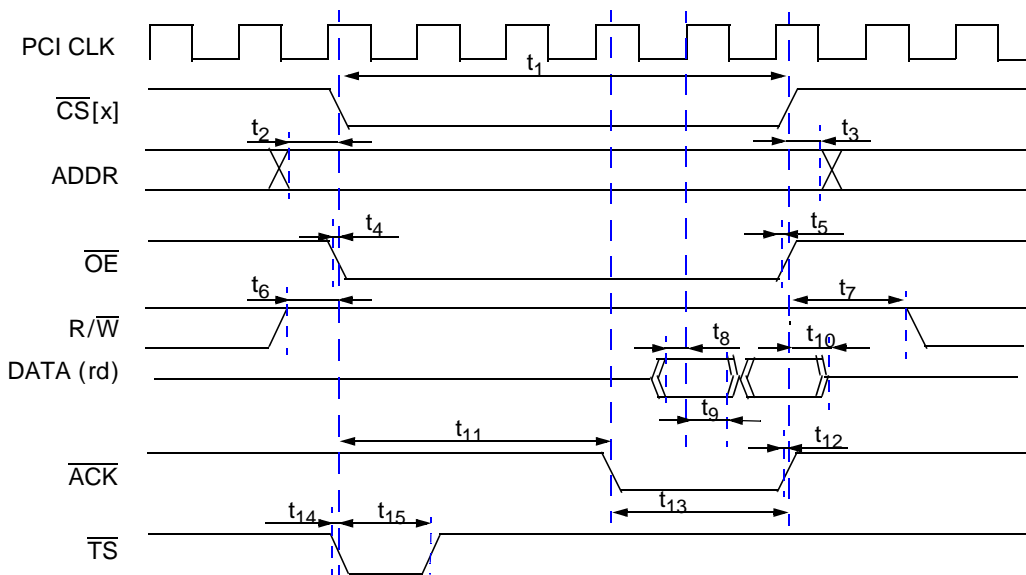 PCI CLK
t1
CS[x]
t2
t3
ADDR
t4
t5
OE
t6
t7
R/W
t8
t10
DATA (rd)
t9
t11
t12
ACK
t13
t14
t15
TS